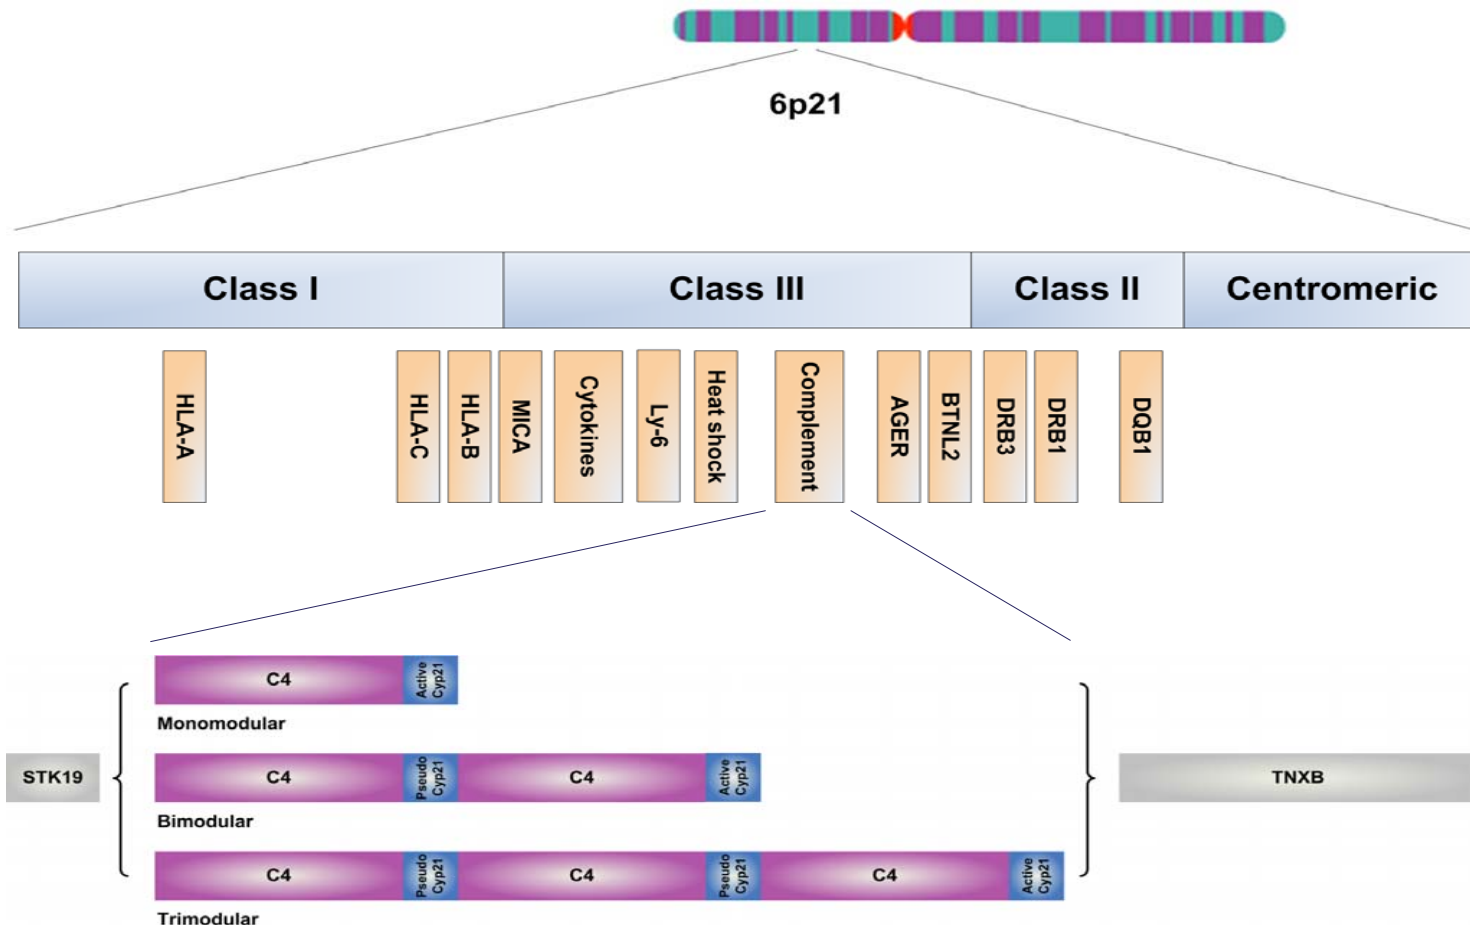 6p21
Class I
Class III
Class II
Centromeric
HLA-A
HLA-C
HLA-B
MICA
Cytokines
Ly-6
Heat shock
Complement
AGER
BTNL2
DRB3
DRB1
DQB1
C4
Active
Cyp21
Monomodular
STK19
C4
Pseudo
Cyp21
C4
Active
Cyp21
TNXB
Bimodular
C4
Pseudo
Cyp21
C4
Pseudo
Cyp21
C4
Active
Cyp21
Trimodular